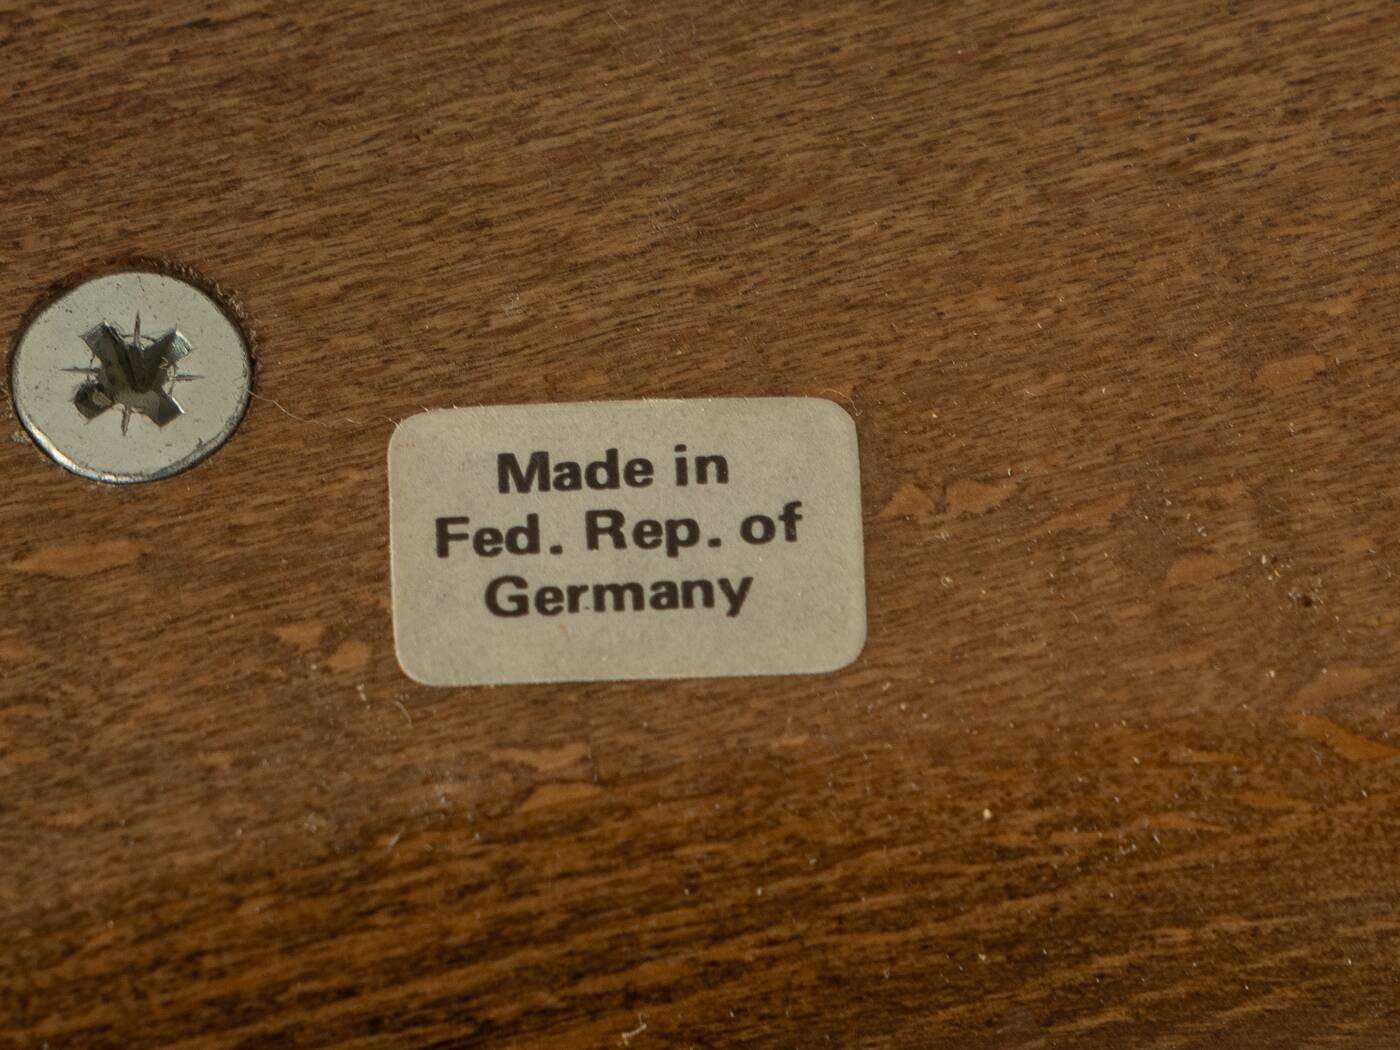 Made in
Fed. Rep. of
Germany